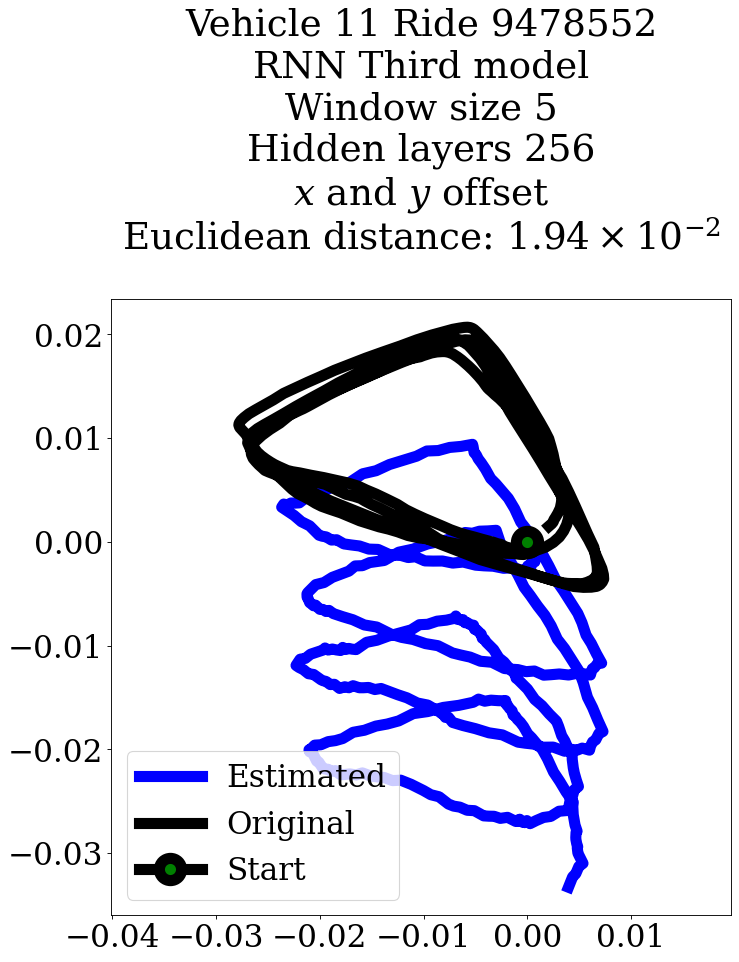 Vehicle 11 Ride 9478552
RNN Third model
Window size 5
Hidden layers 256
x and y offset
Euclidean distance: 1.94 × 10⁻²
0.02
0.01
0.00
−0.01
−0.02
−0.03
Estimated
Original
Start
−0.04 −0.03 −0.02 −0.01 0.00 0.01